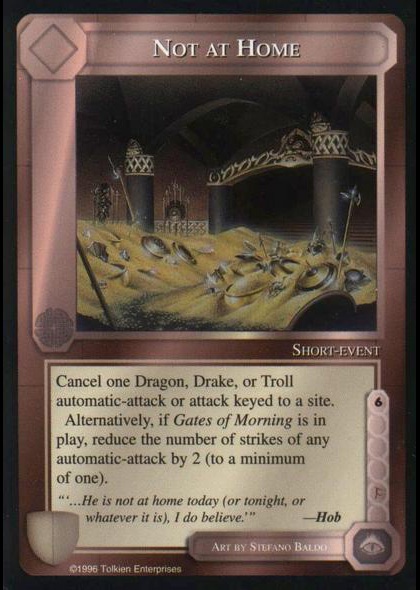 NOT AT HOME
SHORT-EVENT
Cancel one Dragon, Drake, or Troll
automatic-attack or attack keyed to a site.
Alternatively, if Gates of Morning is in
play, reduce the number of strikes of any
automatic-attack by 2 (to a minimum
of one).
"‘...He is not at home today (or tonight, or
whatever it is), I do believe.’" —Hob
6
F
ART BY STEFANO BALDO
©1996 Tolkien Enterprises